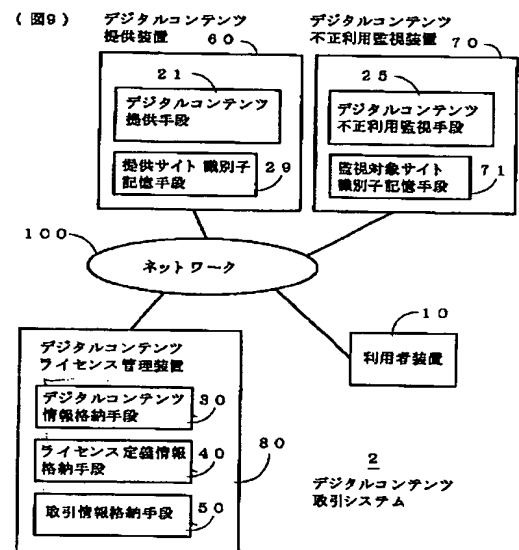 （図9）
デジタルコンテンツ
提供装置
60
デジタルコンテンツ
不正利用監視装置
70
21
デジタルコンテンツ
提供手段
提供サイト識別子
記憶手段
29
25
デジタルコンテンツ
不正利用監視手段
監視対象サイト
識別子記憶手段
71
100
ネットワーク
10
利用者装置
デジタルコンテンツ
ライセンス管理装置
デジタルコンテンツ
情報格納手段
30
ライセンス定義情報
格納手段
40
取引情報格納手段
50
80
2
デジタルコンテンツ
取引システム